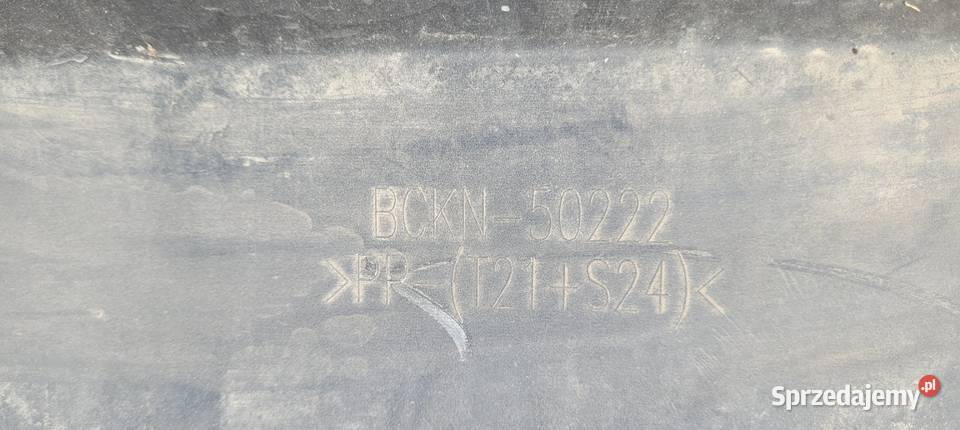 BCKN-50222
>PP-(T21+S24)<
Sprzedajemy.pl